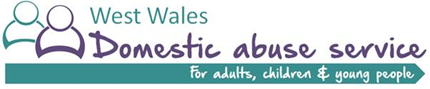 West Wales
Domestic abuse service
For adults, children & young people